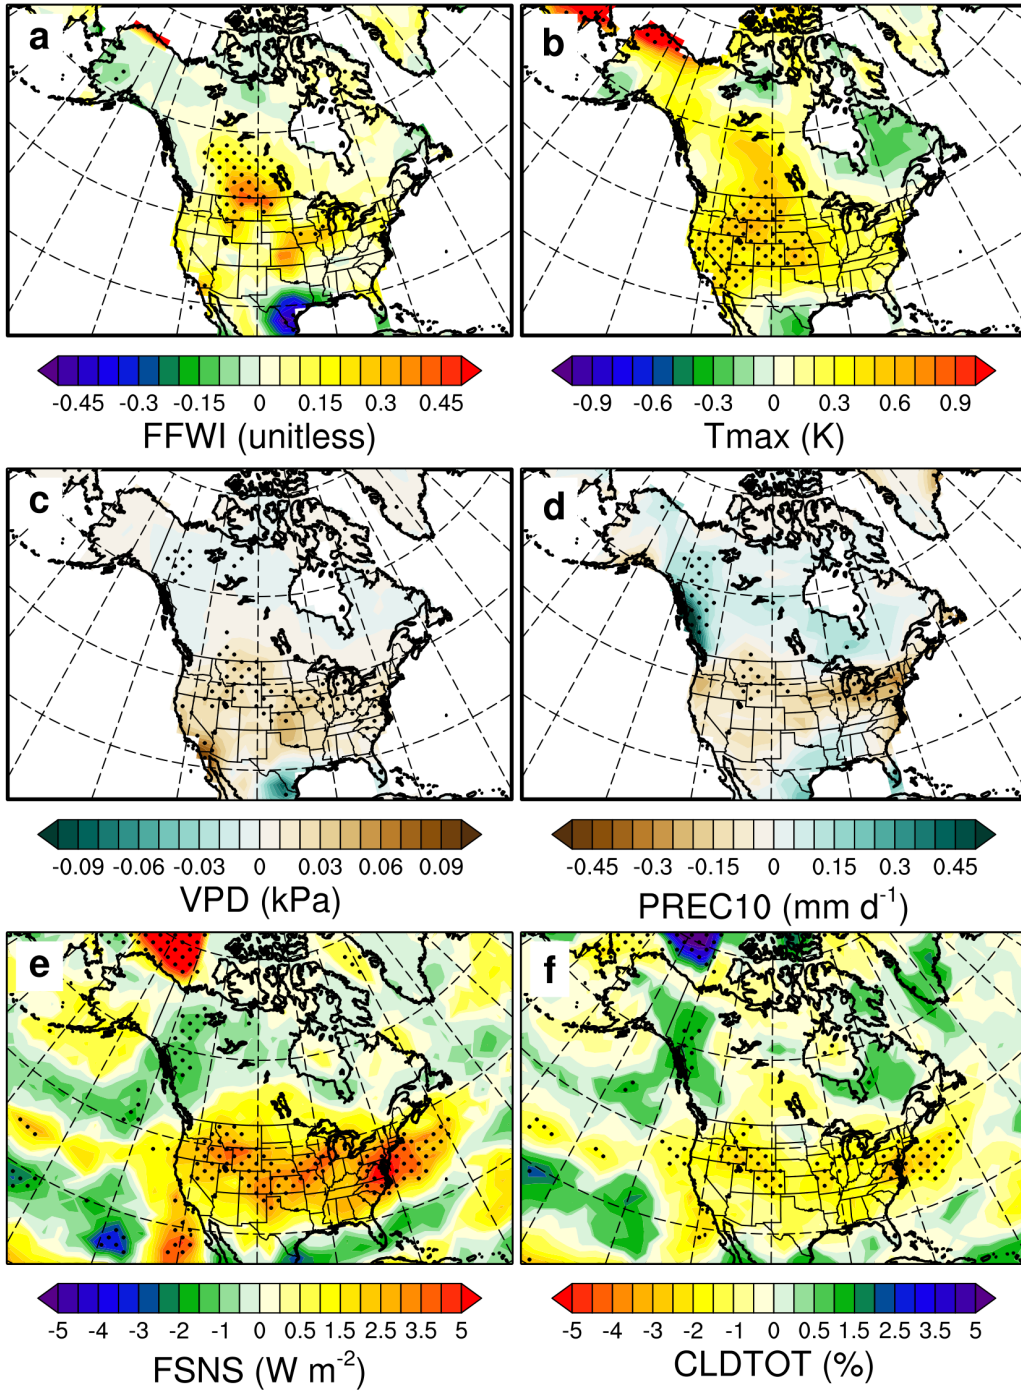 a
b
-0.45 -0.3 -0.15 0 0.15 0.3 0.45
FFWI (unitless)
-0.9 -0.6 -0.3 0 0.3 0.6 0.9
Tmax (K)
c
d
-0.09 -0.06 -0.03 0 0.03 0.06 0.09
VPD (kPa)
-0.45 -0.3 -0.15 0 0.15 0.3 0.45
PREC10 (mm d⁻¹)
e
f
-5 -4 -3 -2 -1 0 0.5 1.5 2.5 3.5 5
FSNS (W m⁻²)
-5 -4 -3 -2 -1 0 0.5 1.5 2.5 3.5 5
CLDTOT (%)